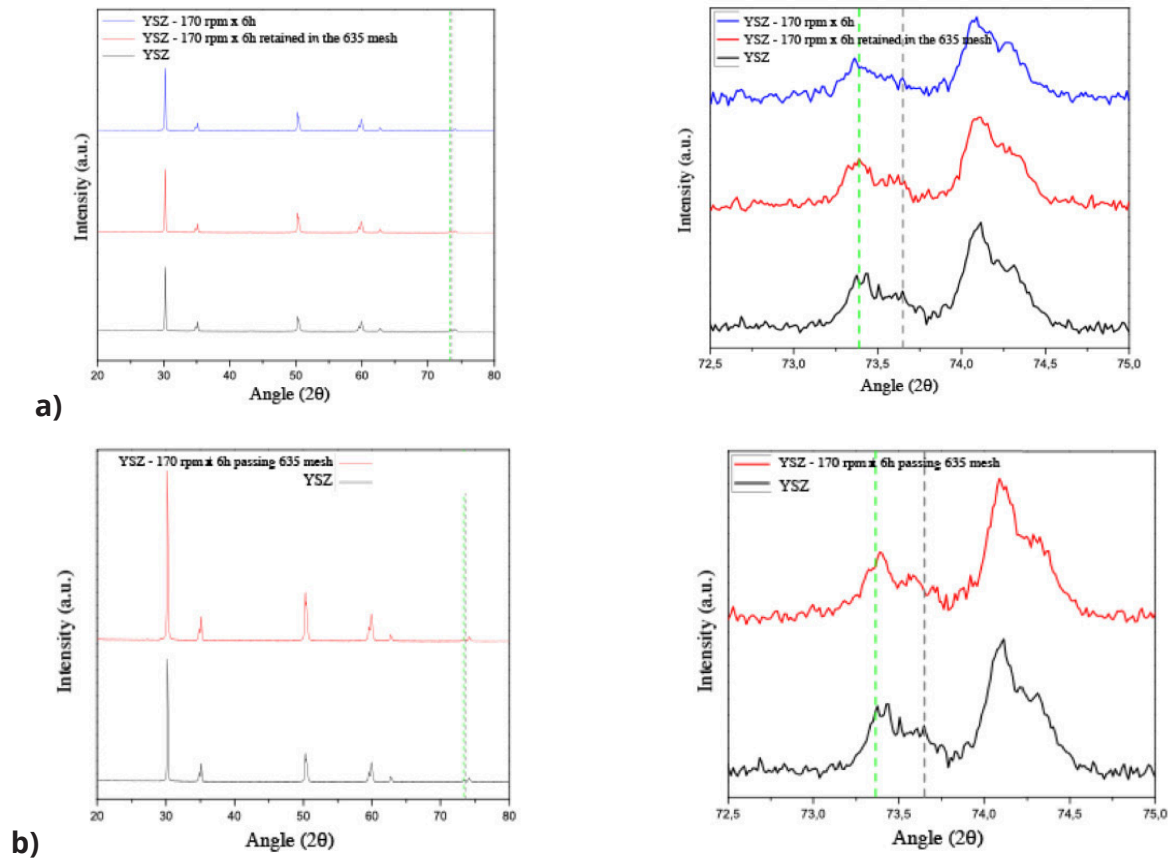 YSZ - 170 rpm x 6h
YSZ - 170 rpm x 6h retained in the 635 mesh
YSZ
Intensity (a.u.)
20 30 40 50 60 70 80
Angle (2θ)
a)
YSZ - 170 rpm x 6h
YSZ - 170 rpm x 6h retained in the 635 mesh
YSZ
Intensity (a.u.)
72,5 73,0 73,5 74,0 74,5 75,0
Angle (2θ)
YSZ - 170 rpm x 6h passing 635 mesh
YSZ
Intensity (a.u.)
20 30 40 50 60 70 80
Angle (2θ)
b)
YSZ - 170 rpm x 6h passing 635 mesh
YSZ
Intensity (a.u.)
72,5 73,0 73,5 74,0 74,5 75,0
Angle (2θ)